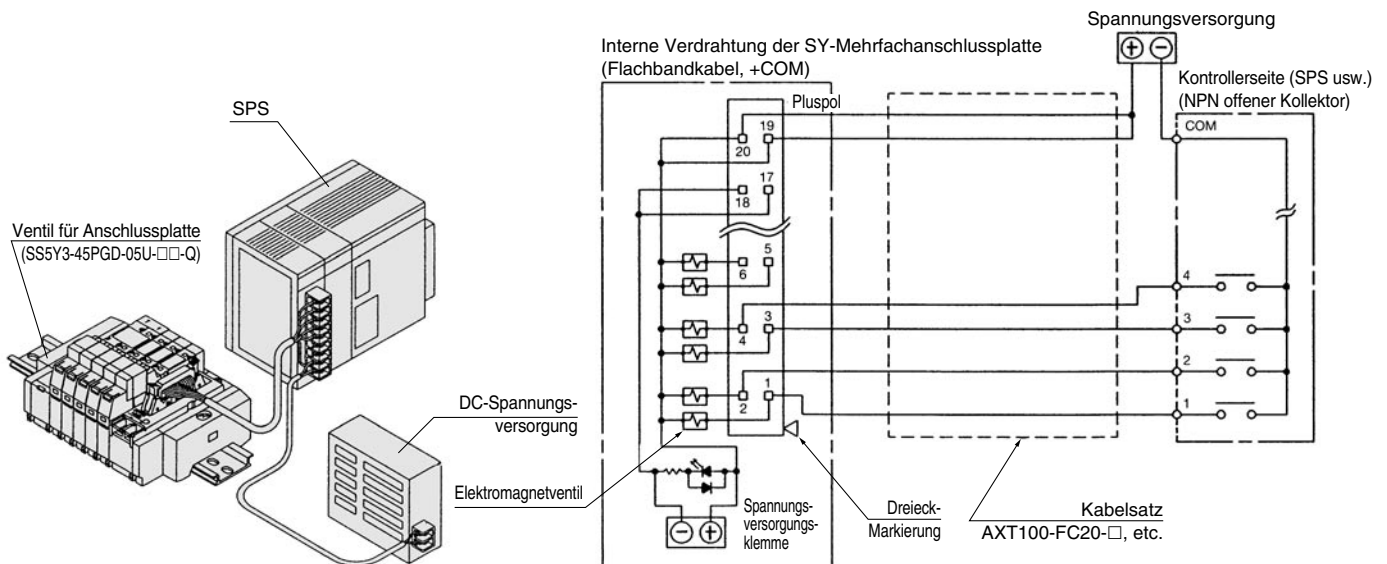 Spannungsversorgung
Interne Verdrahtung der SY-Mehrfachanschlussplatte
(Flachbandkabel, +COM)
Kontrollerseite (SPS usw.)
(NPN offener Kollektor)
SPS
Pluspol
COM
19
20
17
18
Ventil für Anschlussplatte
(SS5Y3-45PGD-05U-□□-Q)
5
6
4
3
4
3
2
1
2
1
DC-Spannungs-
versorgung
Elektromagnetventil
Spannungs-
versorgungs-
klemme
Dreieck-
Markierung
Kabelsatz
AXT100-FC20-□, etc.